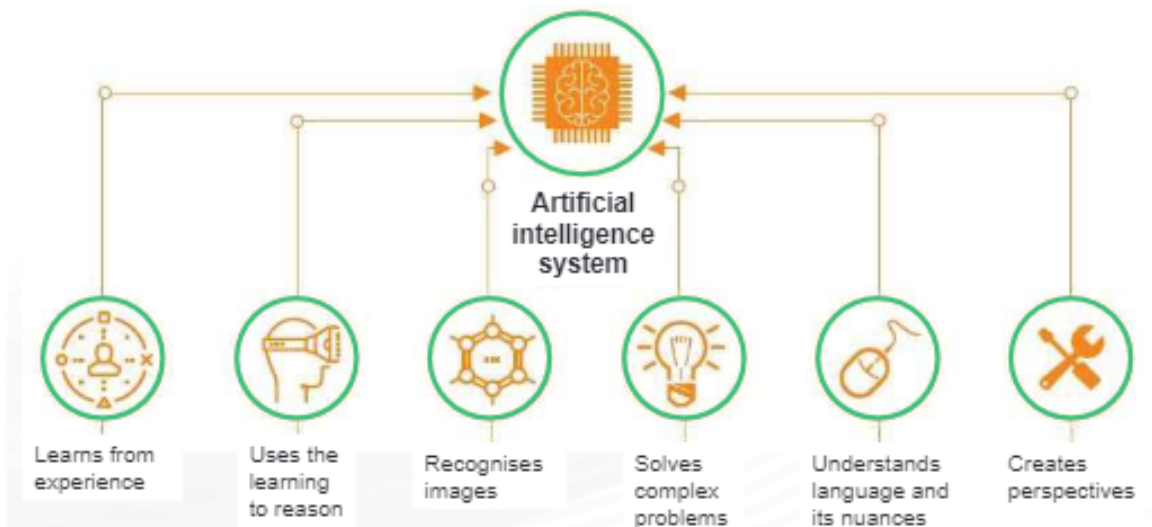 Artificial
intelligence
system
Learns from
experience
Uses the
learning
to reason
Recognises
images
Solves
complex
problems
Understands
language and
its nuances
Creates
perspectives